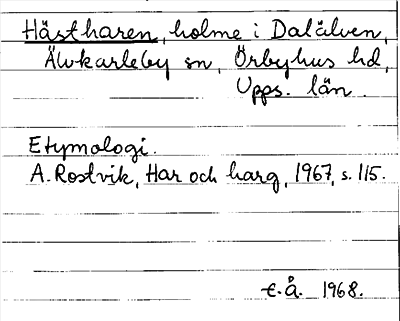 Hästharen, holme i Dalälven,
Älvkarleby sn, Örbyhus hd,
Upps. län.
Etymologi.
A. Rostvik, Har och harg, 1967, s. 115.
E.Å. 1968.